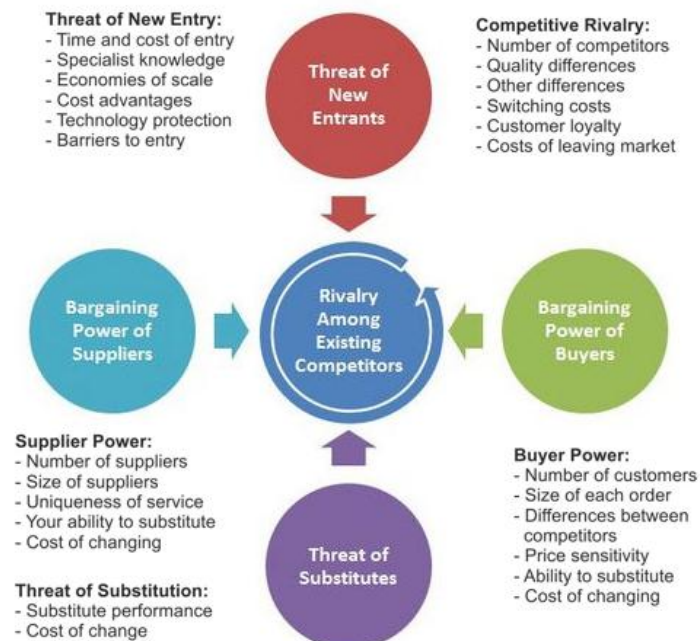 Threat of New Entry:
- Time and cost of entry
- Specialist knowledge
- Economies of scale
- Cost advantages
- Technology protection
- Barriers to entry
Threat of
New
Entrants
Competitive Rivalry:
- Number of competitors
- Quality differences
- Other differences
- Switching costs
- Customer loyalty
- Costs of leaving market
Bargaining
Power of
Suppliers
Rivalry
Among
Existing
Competitors
Bargaining
Power of
Buyers
Supplier Power:
- Number of suppliers
- Size of suppliers
- Uniqueness of service
- Your ability to substitute
- Cost of changing
Threat of Substitution:
- Substitute performance
- Cost of change
Threat of
Substitutes
Buyer Power:
- Number of customers
- Size of each order
- Differences between
competitors
- Price sensitivity
- Ability to substitute
- Cost of changing